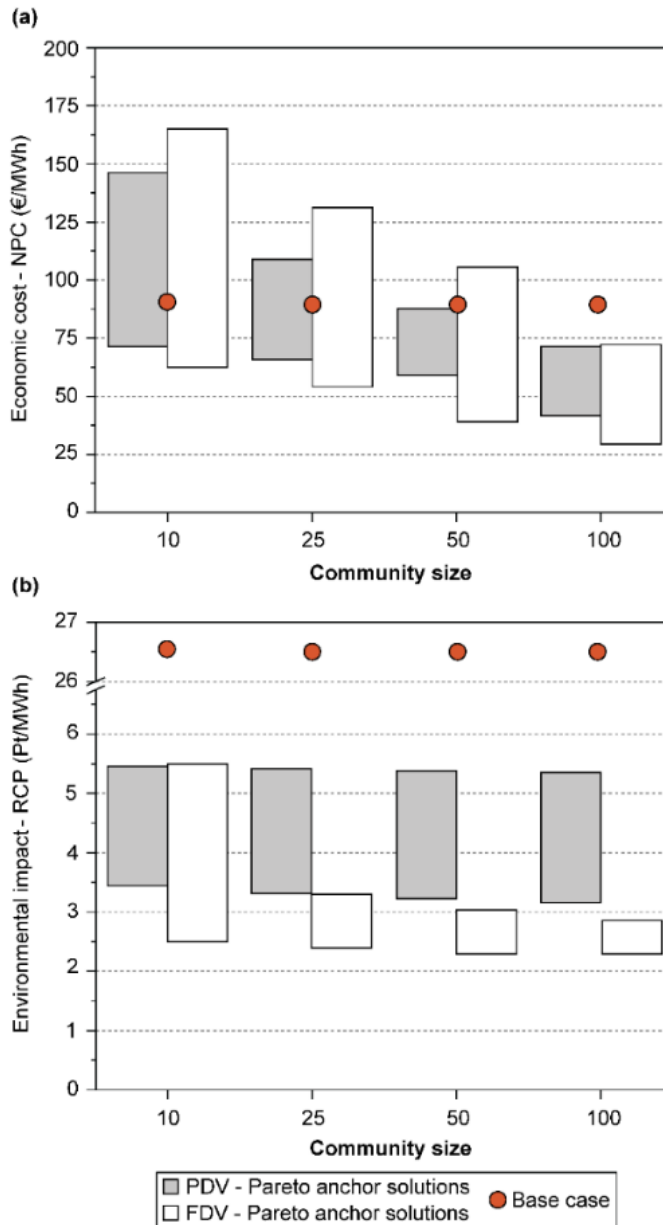 (a)
Economic cost - NPC (€/MWh)
200
175
150
125
100
75
50
25
0
10 25 50 100
Community size
(b)
Environmental impact - RCP (Pt/MWh)
27
26
6
5
4
3
2
1
0
10 25 50 100
Community size
PDV - Pareto anchor solutions
FDV - Pareto anchor solutions
Base case